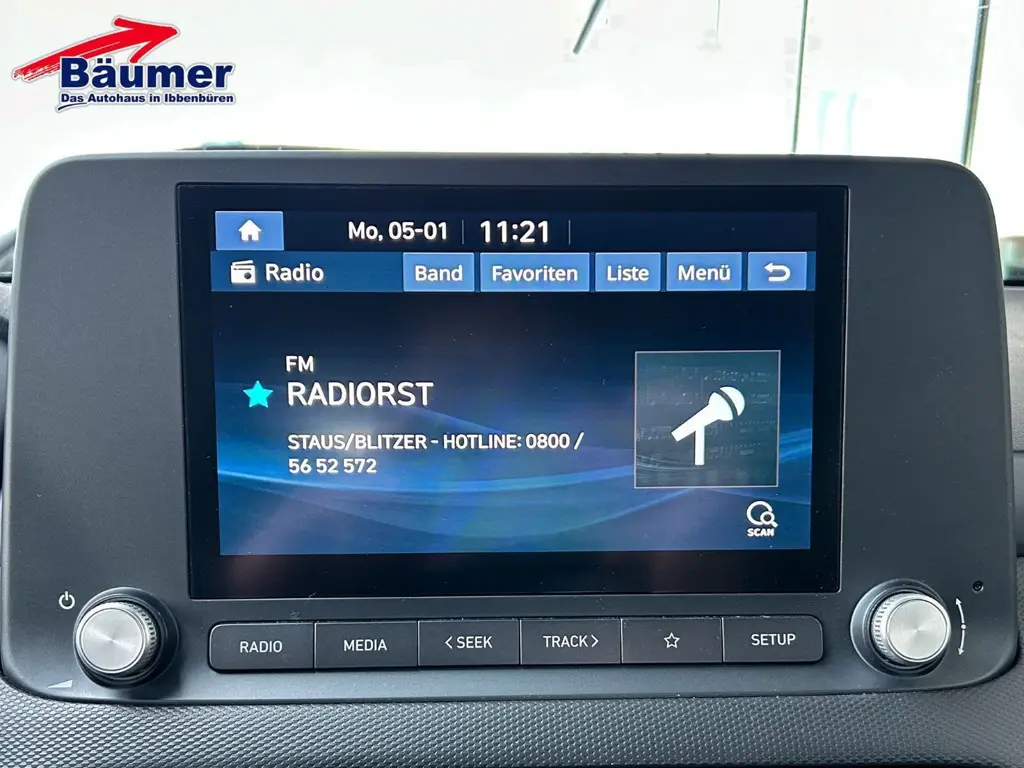 Bäumer
Das Autohaus in Ibbenbüren
Mo, 05-01 11:21
Radio Band Favoriten Liste Menü
FM
RADIORST
STAUS/BLITZER - HOTLINE: 0800 /
56 52 572
SCAN
RADIO MEDIA < SEEK TRACK > SETUP